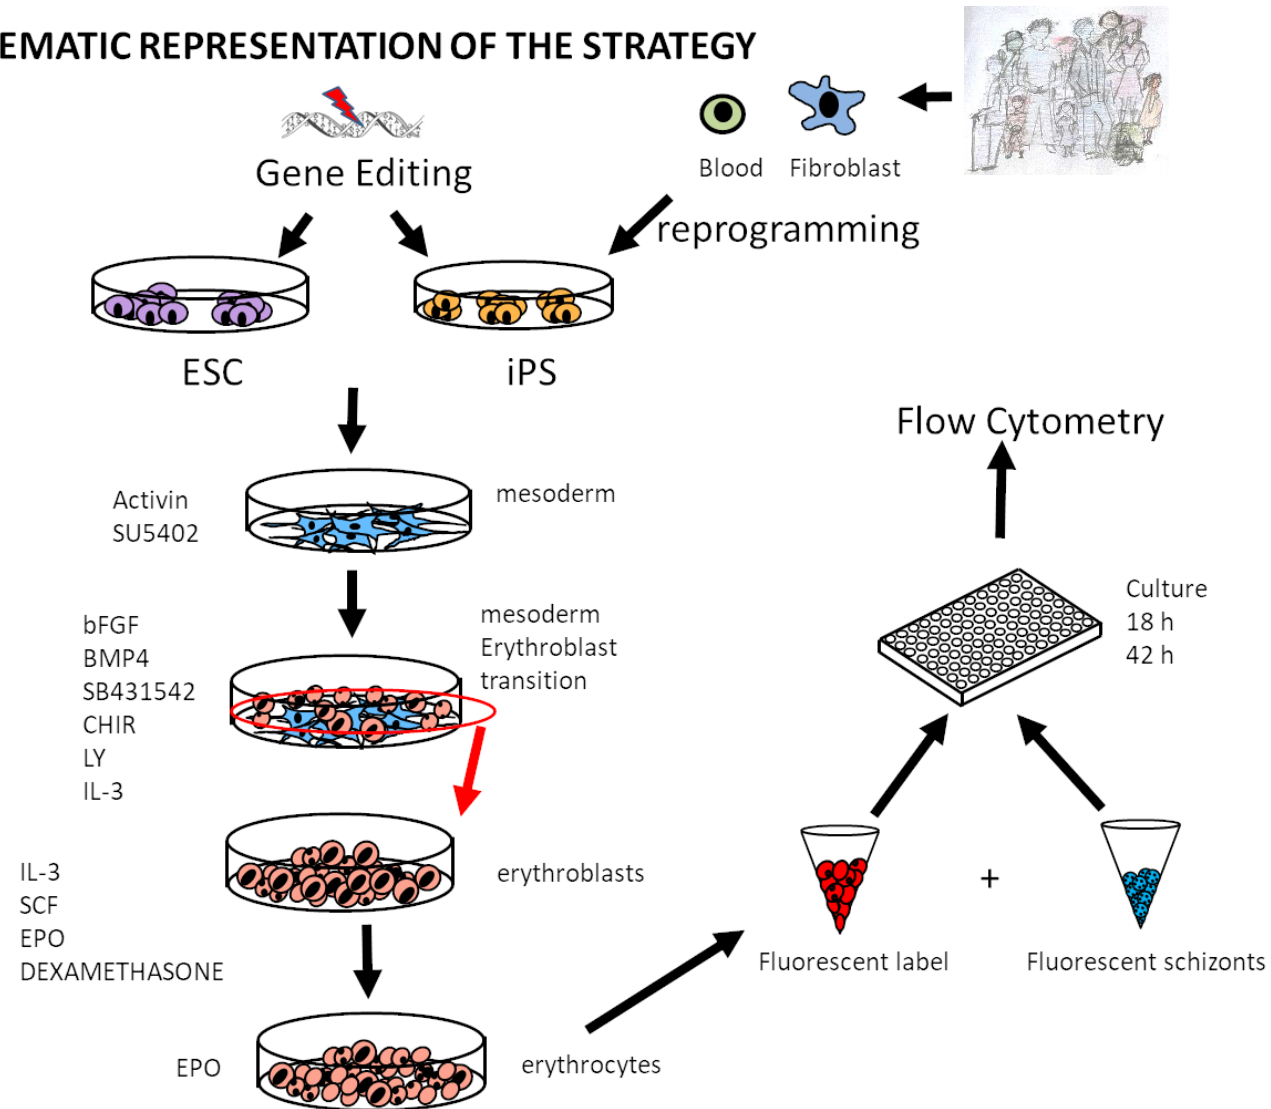 EMATIC REPRESENTATION OF THE STRATEGY
Gene Editing
Blood
Fibroblast
reprogramming
ESC
iPS
Activin
SU5402
mesoderm
bFGF
BMP4
SB431542
CHIR
LY
IL-3
mesoderm
Erythroblast
transition
IL-3
SCF
EPO
DEXAMETHASONE
erythroblasts
EPO
erythrocytes
Flow Cytometry
Culture
18 h
42 h
+
Fluorescent label
Fluorescent schizonts